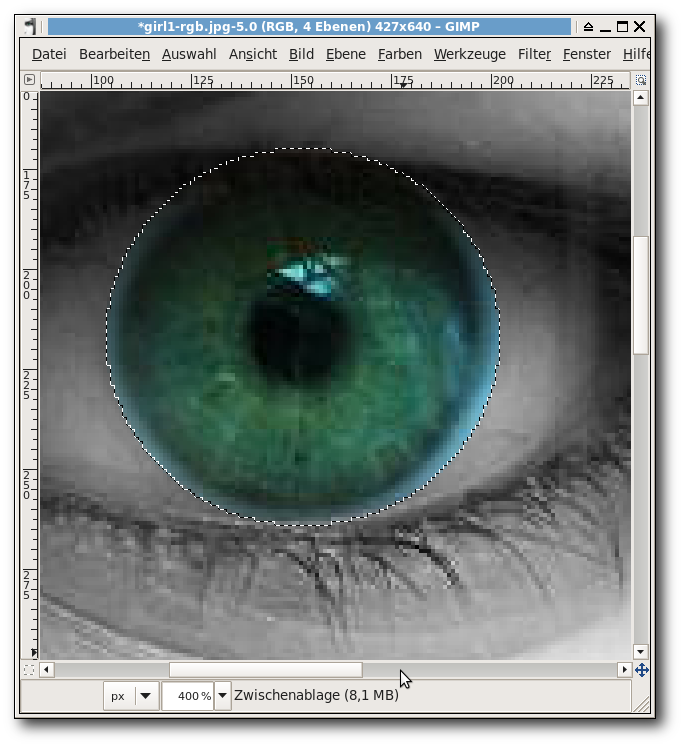 *girl1-rgb.jpg-5.0 (RGB, 4 Ebenen) 427x640 – GIMP
Datei Bearbeiten Auswahl Ansicht Bild Ebene Farben Werkzeuge Filter Fenster Hilfe
100 125 150 175 200 225
0
175
200
225
250
275
px 400 % Zwischenablage (8,1 MB)